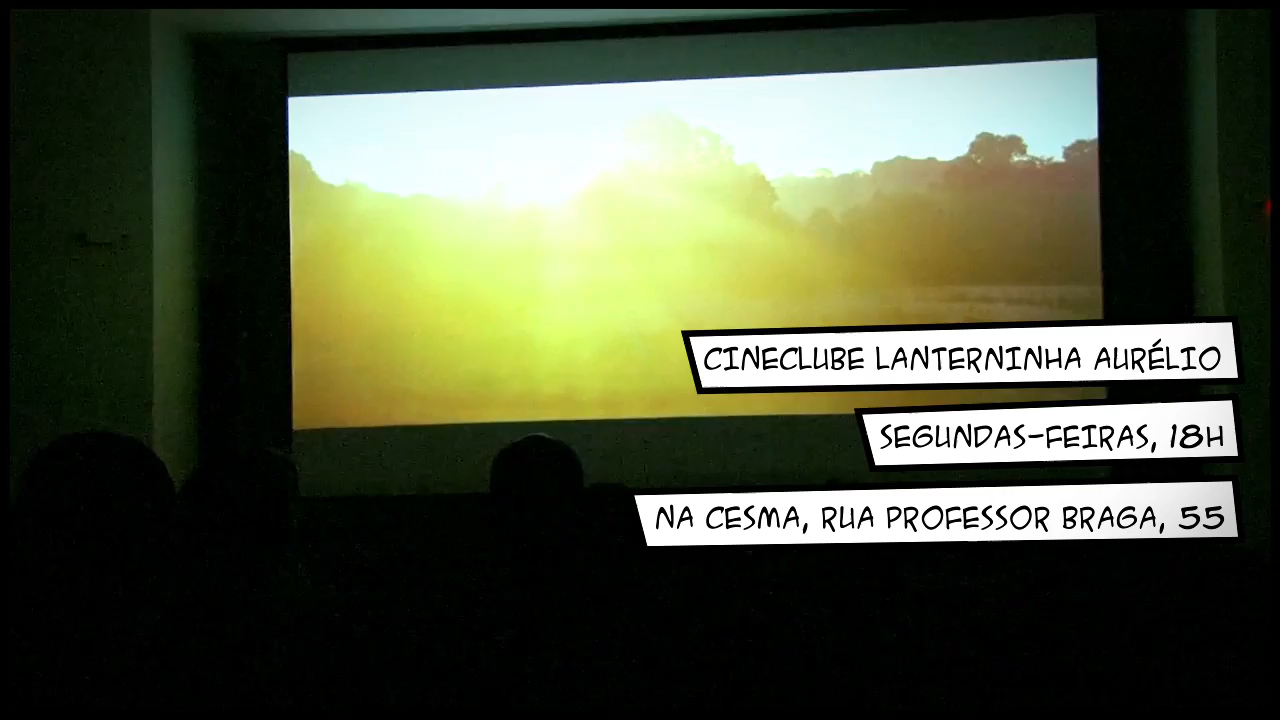 CINECLUBE LANTERNINHA AURÉLIO
SEGUNDAS-FEIRAS, 18H
NA CESMA, RUA PROFESSOR BRAGA, 55